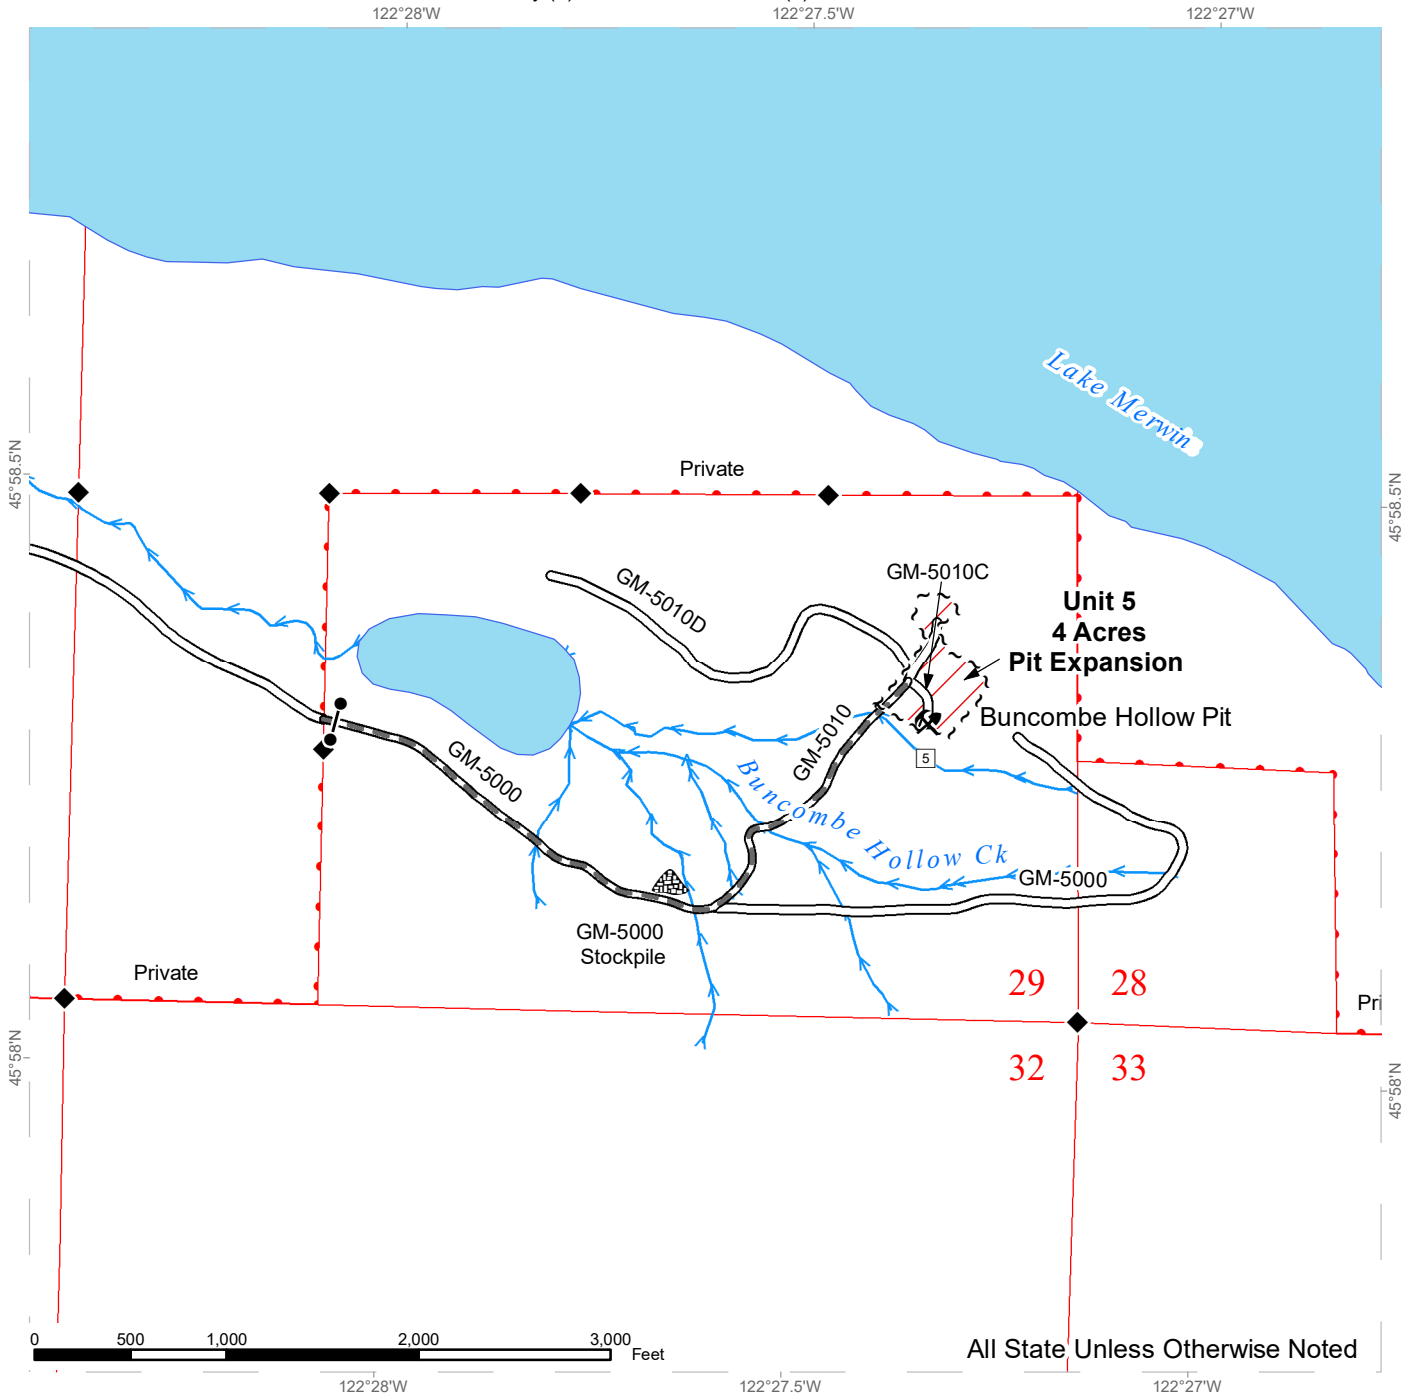 122°28'W
122°27.5'W
122°27'W
Lake Merwin
45°58.5'N
45°58.5'N
Private
GM-5010C
GM-5010D
Unit 5
4 Acres
Pit Expansion
Buncombe Hollow Pit
GM-5010
GM-5000
5
Buncombe Hollow Ck
GM-5000
GM-5000
Stockpile
Private
29
28
Pri
32
33
45°58'N
45°58'N
0
500
1,000
2,000
3,000
Feet
All State Unless Otherwise Noted
122°28'W
122°27.5'W
122°27'W